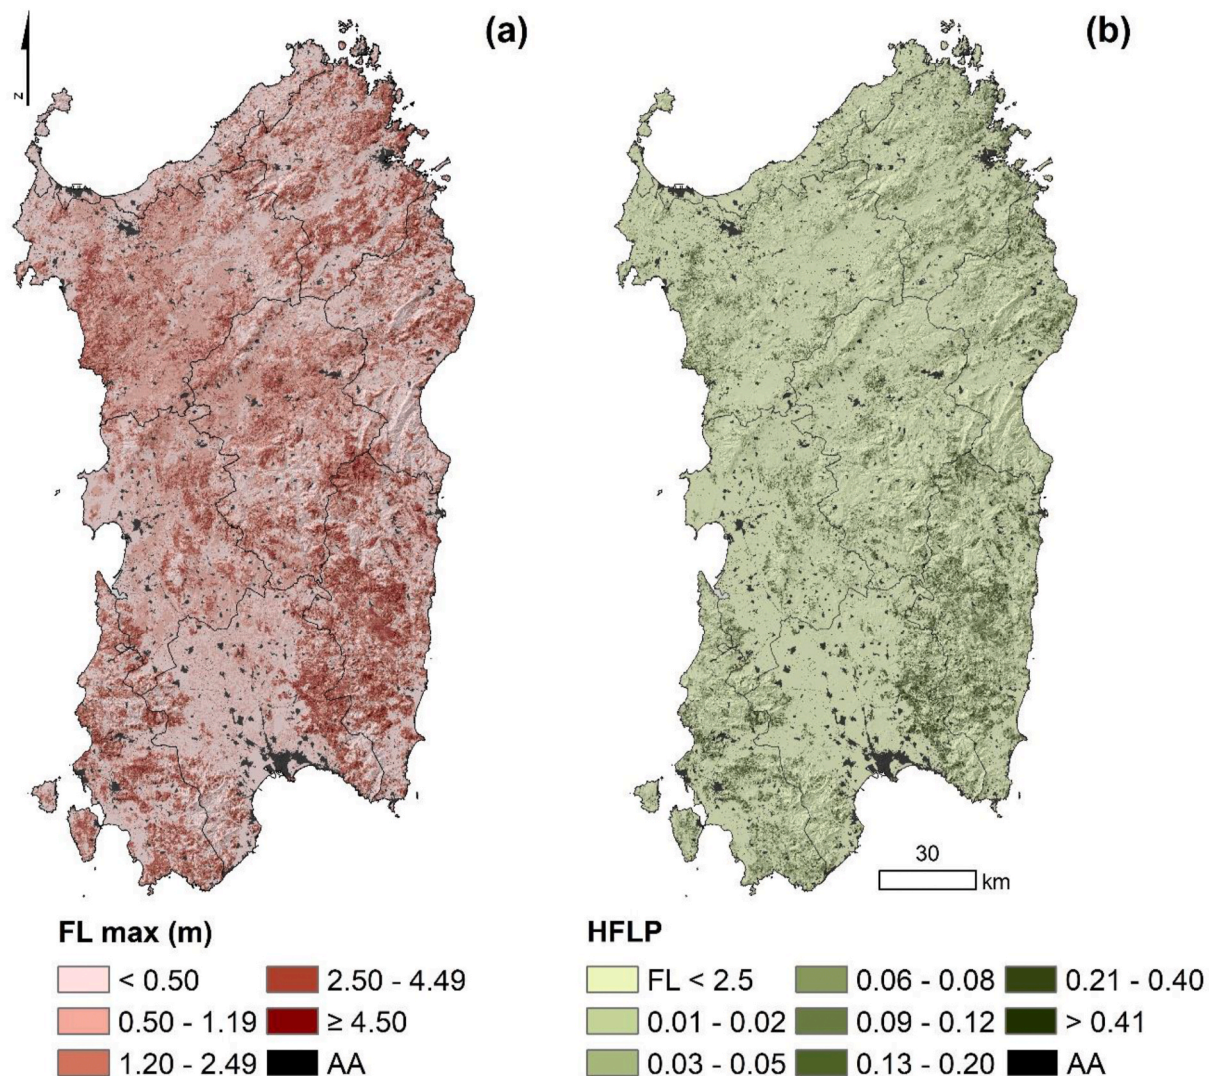 (a)
(b)
N
30
km
FL max (m)
< 0.50
0.50 - 1.19
1.20 - 2.49
2.50 - 4.49
≥ 4.50
AA
HFLP
FL < 2.5
0.01 - 0.02
0.03 - 0.05
0.06 - 0.08
0.09 - 0.12
0.13 - 0.20
0.21 - 0.40
> 0.41
AA